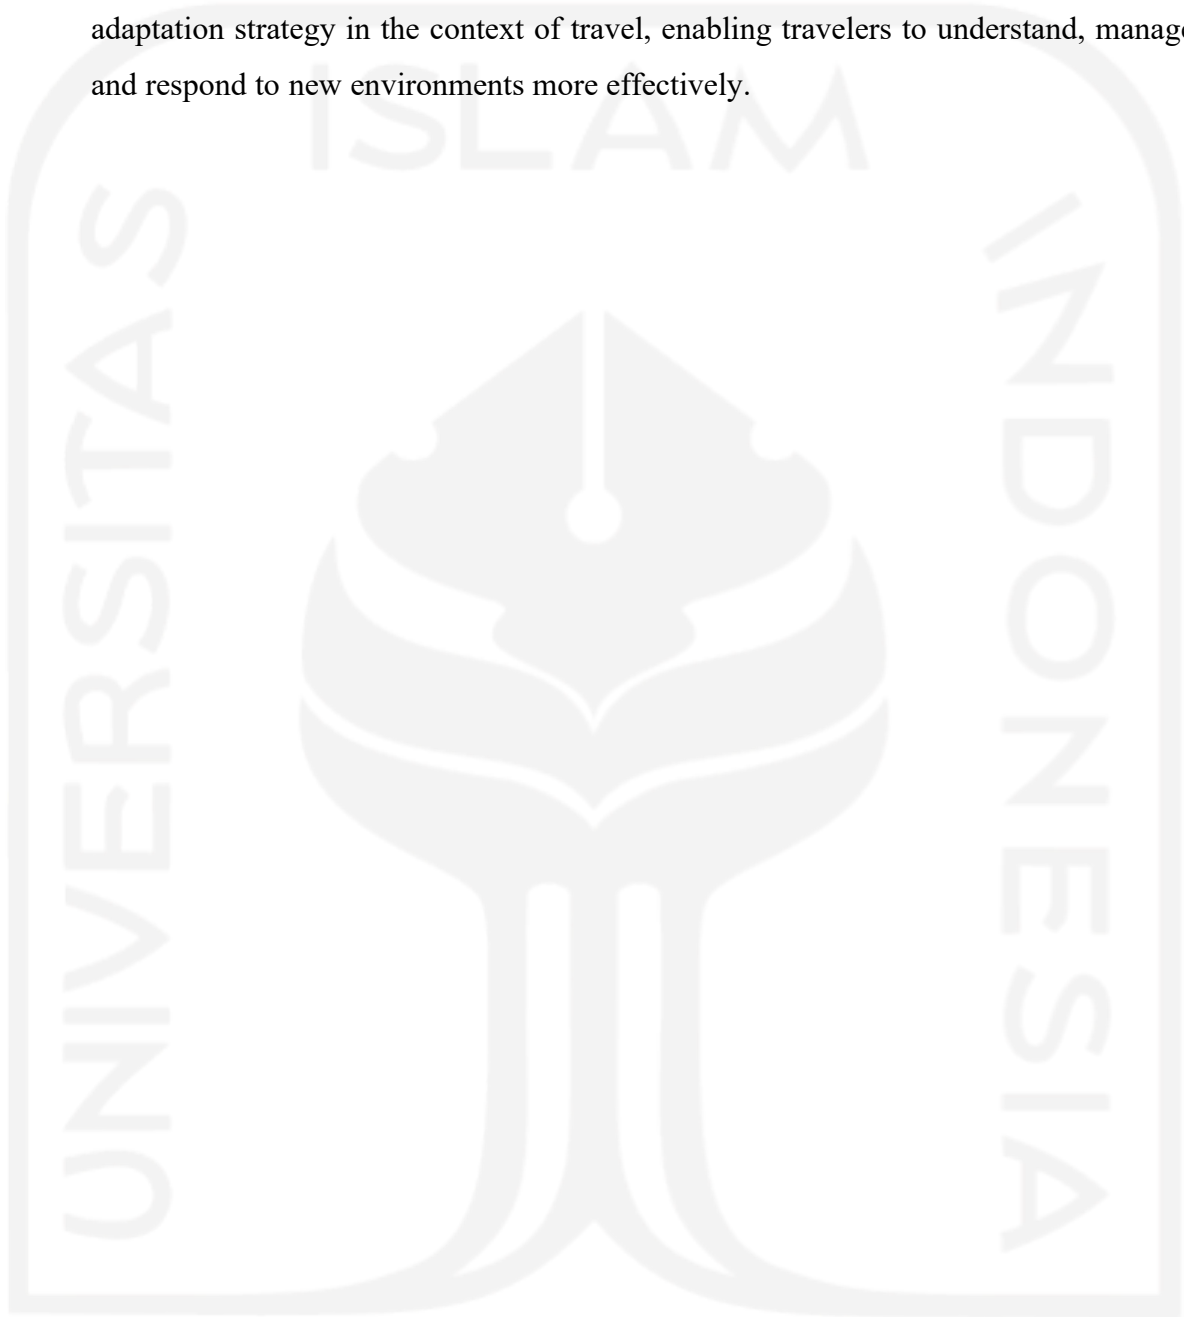 adaptation strategy in the context of travel, enabling travelers to understand, manage
and respond to new environments more effectively.
ISLAM
UNIVERSITAS
INDONESIA